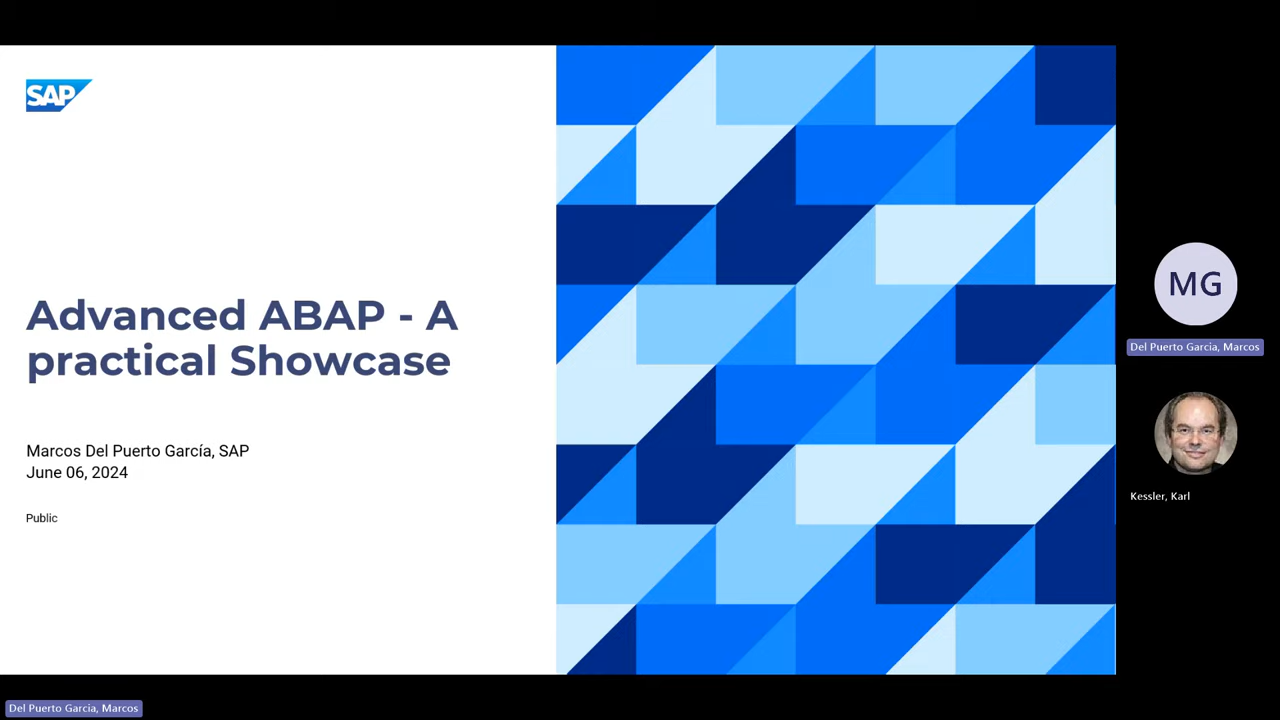 SAP
Advanced ABAP - A
practical Showcase
Marcos Del Puerto García, SAP
June 06, 2024
Public
MG
Del Puerto Garcia, Marcos
Kessler, Karl
Del Puerto Garcia, Marcos